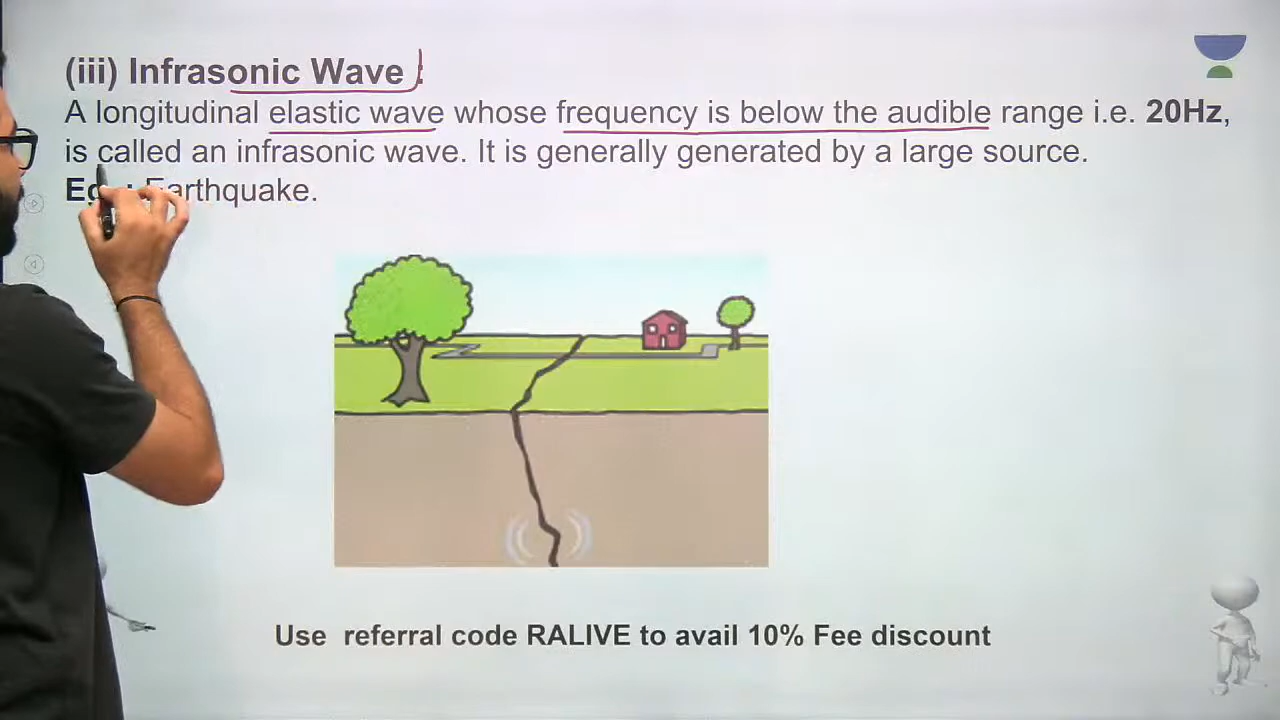 (iii) Infrasonic Wave :
A longitudinal elastic wave whose frequency is below the audible range i.e. 20Hz,
is called an infrasonic wave. It is generally generated by a large source.
Eg. : Earthquake.
Use referral code RALIVE to avail 10% Fee discount